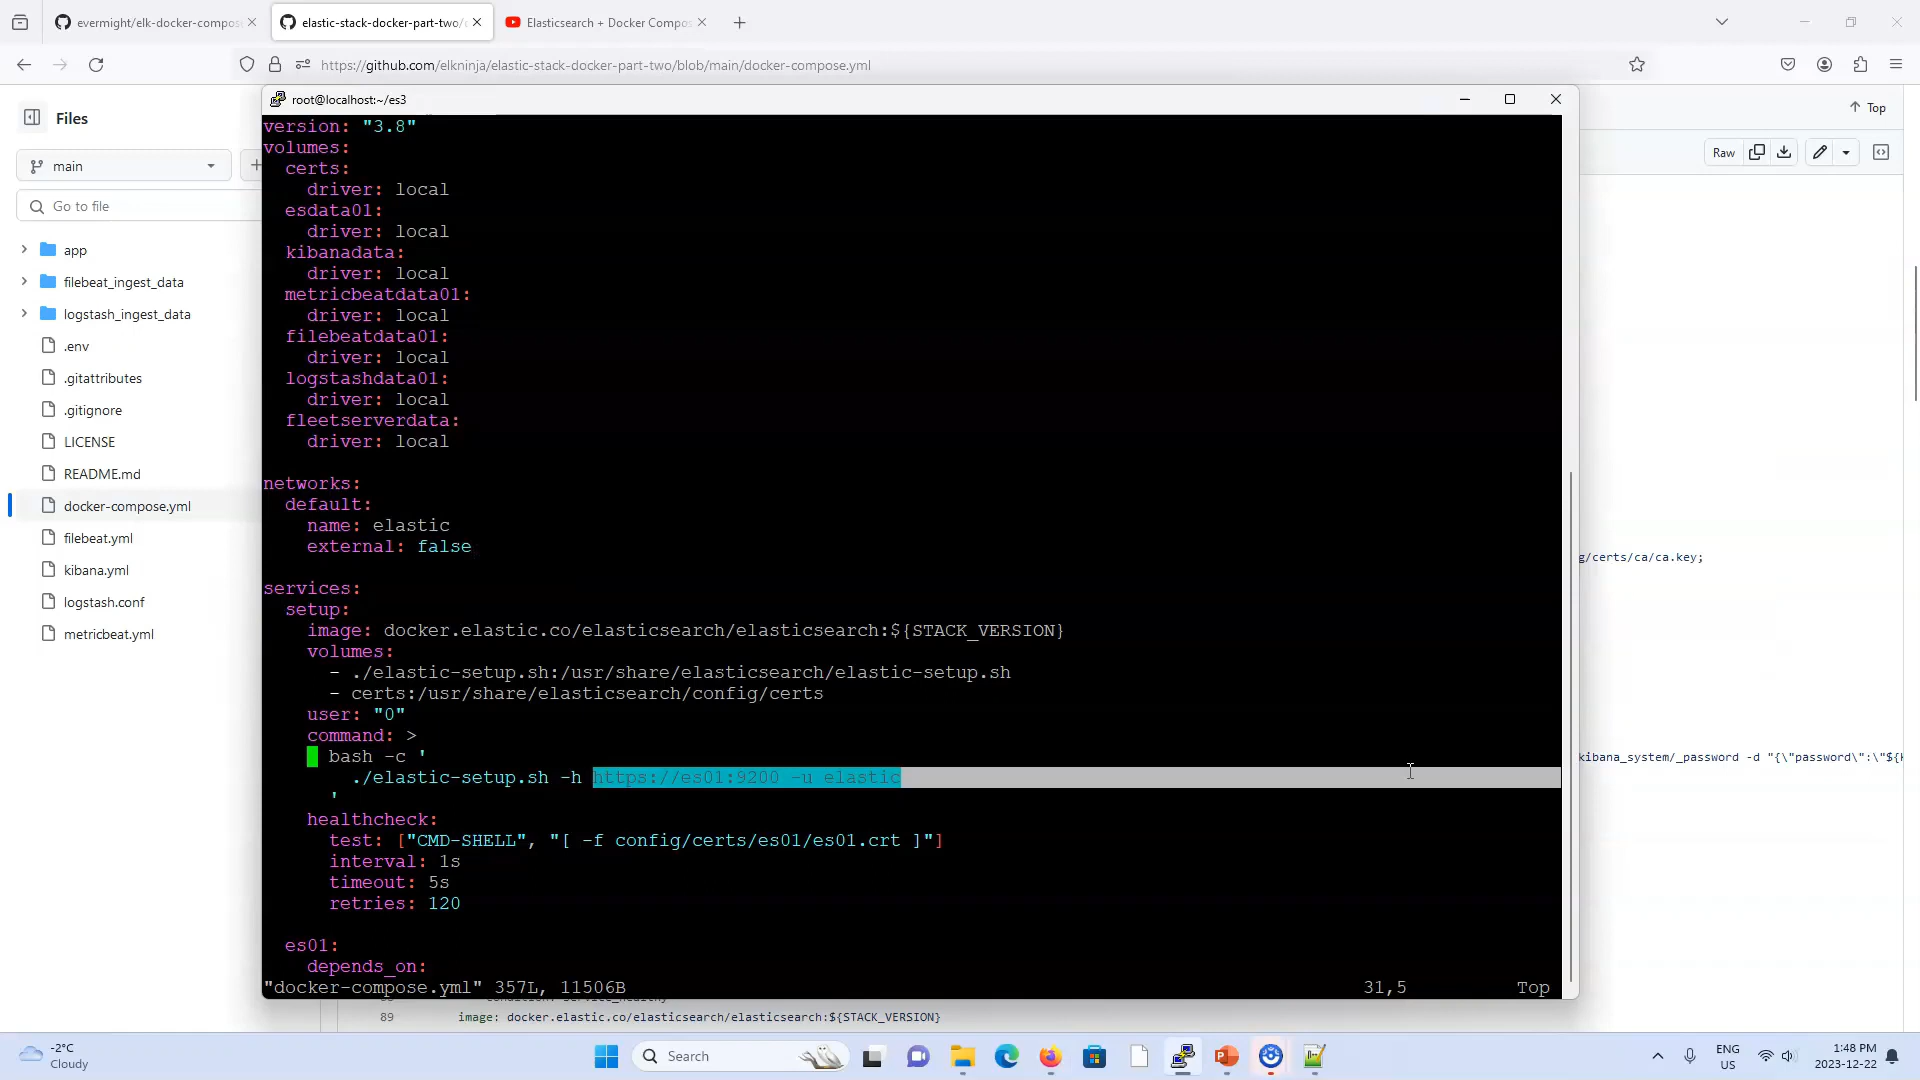 evermight/elk-docker-compos
elastic-stack-docker-part-two/
Elasticsearch + Docker Compos
https://github.com/elkninja/elastic-stack-docker-part-two/blob/main/docker-compose.yml
Files
main
Go to file
app
filebeat_ingest_data
logstash_ingest_data
.env
.gitattributes
.gitignore
LICENSE
README.md
docker-compose.yml
filebeat.yml
kibana.yml
logstash.conf
metricbeat.yml
Top
Raw
g/certs/ca/ca.key;
kibana_system/_password -d "{\"password\":\"${
root@localhost:~/es3
version: "3.8"
volumes:
certs:
driver: local
esdata01:
driver: local
kibanadata:
driver: local
metricbeatdata01:
driver: local
filebeatdata01:
driver: local
logstashdata01:
driver: local
fleetserverdata:
driver: local
networks:
default:
name: elastic
external: false
services:
setup:
image: docker.elastic.co/elasticsearch/elasticsearch:${STACK_VERSION}
volumes:
- ./elastic-setup.sh:/usr/share/elasticsearch/elastic-setup.sh
- certs:/usr/share/elasticsearch/config/certs
user: "0"
command: >
bash -c '
./elastic-setup.sh -h https://es01:9200 -u elastic
'
healthcheck:
test: ["CMD-SHELL", "[ -f config/certs/es01/es01.crt ]"]
interval: 1s
timeout: 5s
retries: 120
es01:
depends_on:
"docker-compose.yml" 357L, 11506B 31,5 Top
89 image: docker.elastic.co/elasticsearch/elasticsearch:${STACK_VERSION}
-2°C
Cloudy
Search
ENG
US
1:48 PM
2023-12-22